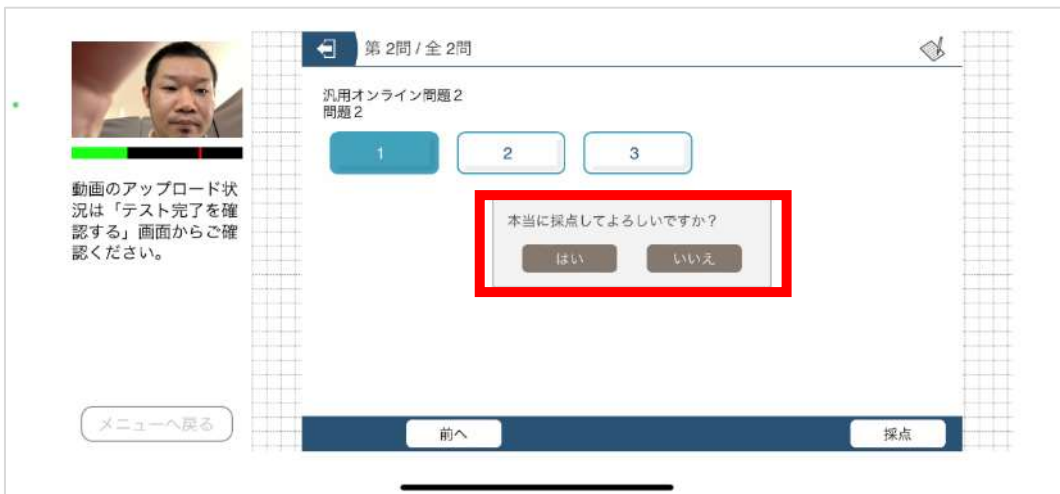 第 2問 / 全 2問
汎用オンライン問題2
問題2
1
2
3
動画のアップロード状
況は「テスト完了を確
認する」画面からご確
認ください。
本当に採点してよろしいですか？
はい
いいえ
メニューへ戻る
前へ
採点